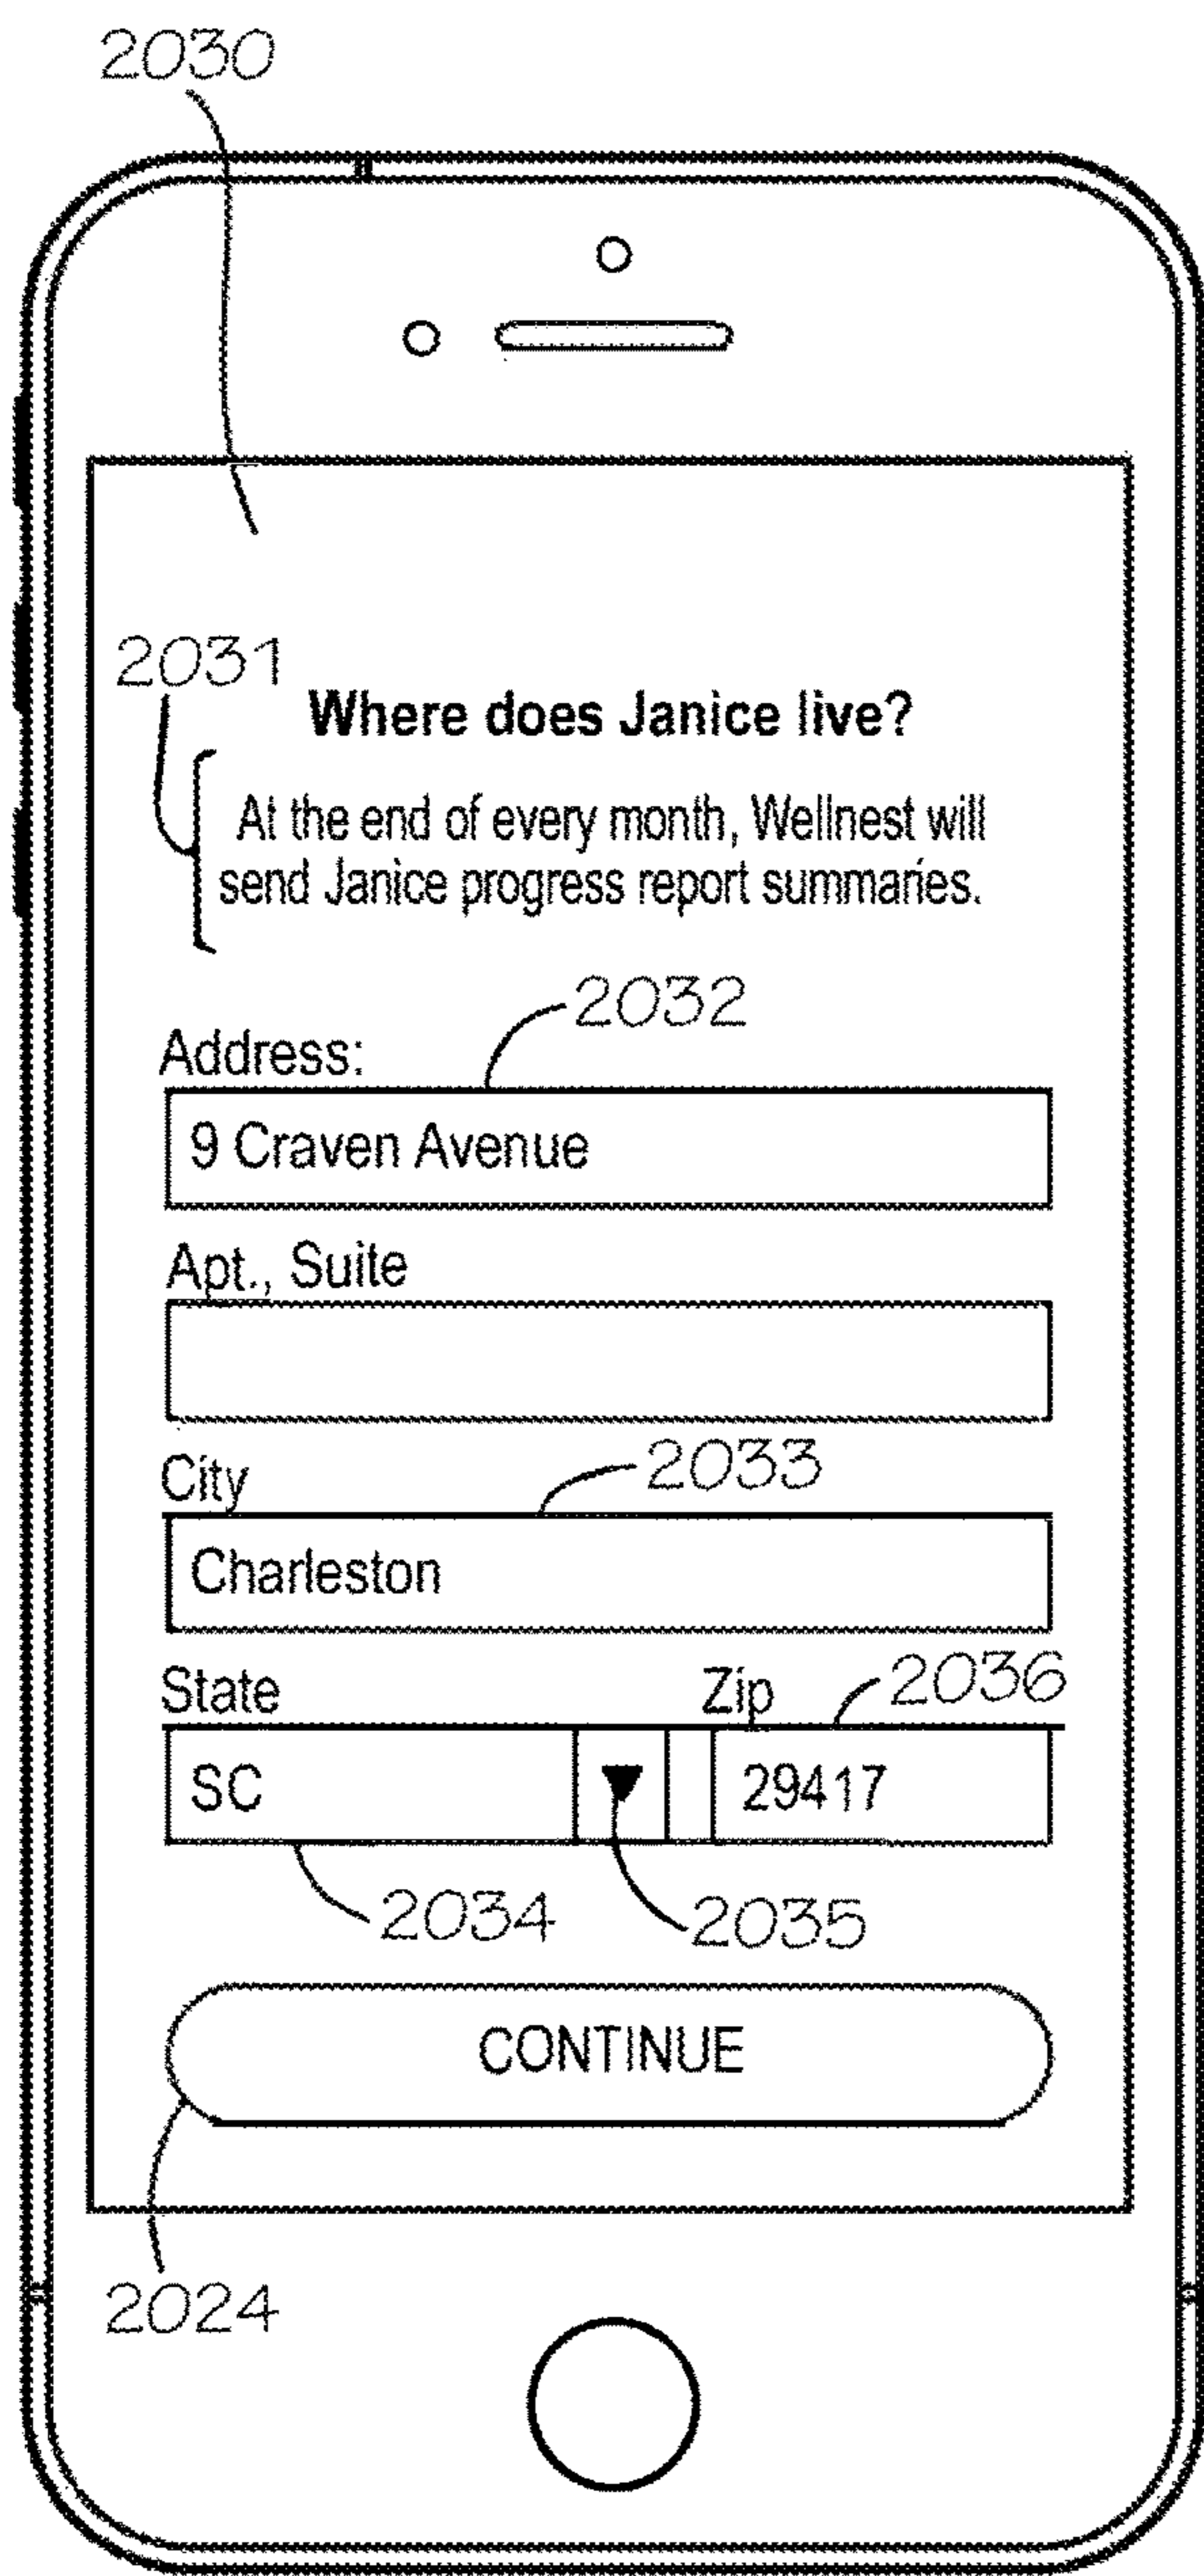 2030
2031
Where does Janice live?
At the end of every month, Wellnest will
send Janice progress report summaries.
2032
Address:
9 Craven Avenue
Apt., Suite
City
2033
Charleston
State
Zip
2036
SC
29417
2034
2035
CONTINUE
2024